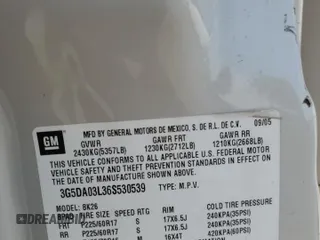 GM
MFD BY GENERAL MOTORS DE MEXICO, S. DE R.L. DE C.V. 09/05
GVWR GAWR FRT GAWR RR
2430KG(5357LB) 1230KG(2712LB) 1210KG(2668LB)
THIS VEHICLE CONFORMS TO ALL APPLICABLE U.S. FEDERAL MOTOR
VEHICLE SAFETY AND THEFT PREVENTION STANDARDS IN EFFECT ON
THE DATE OF MANUFACTURE SHOWN ABOVE.
3G5DA03L36S530539 TYPE: M.P.V.
MODEL: BK26
TIRE SIZE SPEED RTG RIM COLD TIRE PRESSURE
FRT P225/60R17 S 17X6.5J 240KPA(35PSI)
RR P225/60R17 S 17X6.5J 240KPA(35PSI)
16X4T 420KPA(60PSI)
AUTOBIDMASTER